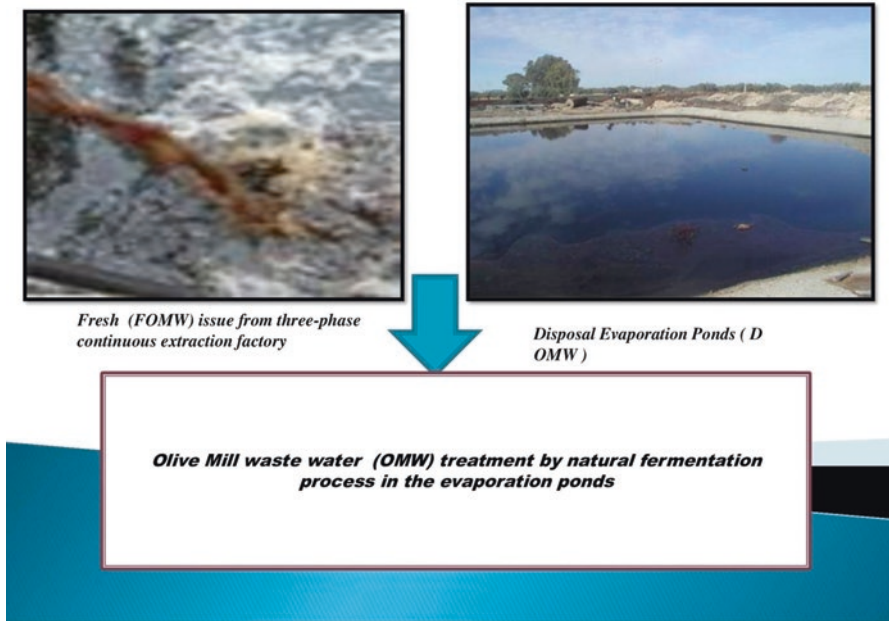 Fresh (FOMW) issue from three-phase
continuous extraction factory
Disposal Evaporation Ponds ( D
OMW )
Olive Mill waste water (OMW) treatment by natural fermentation
process in the evaporation ponds